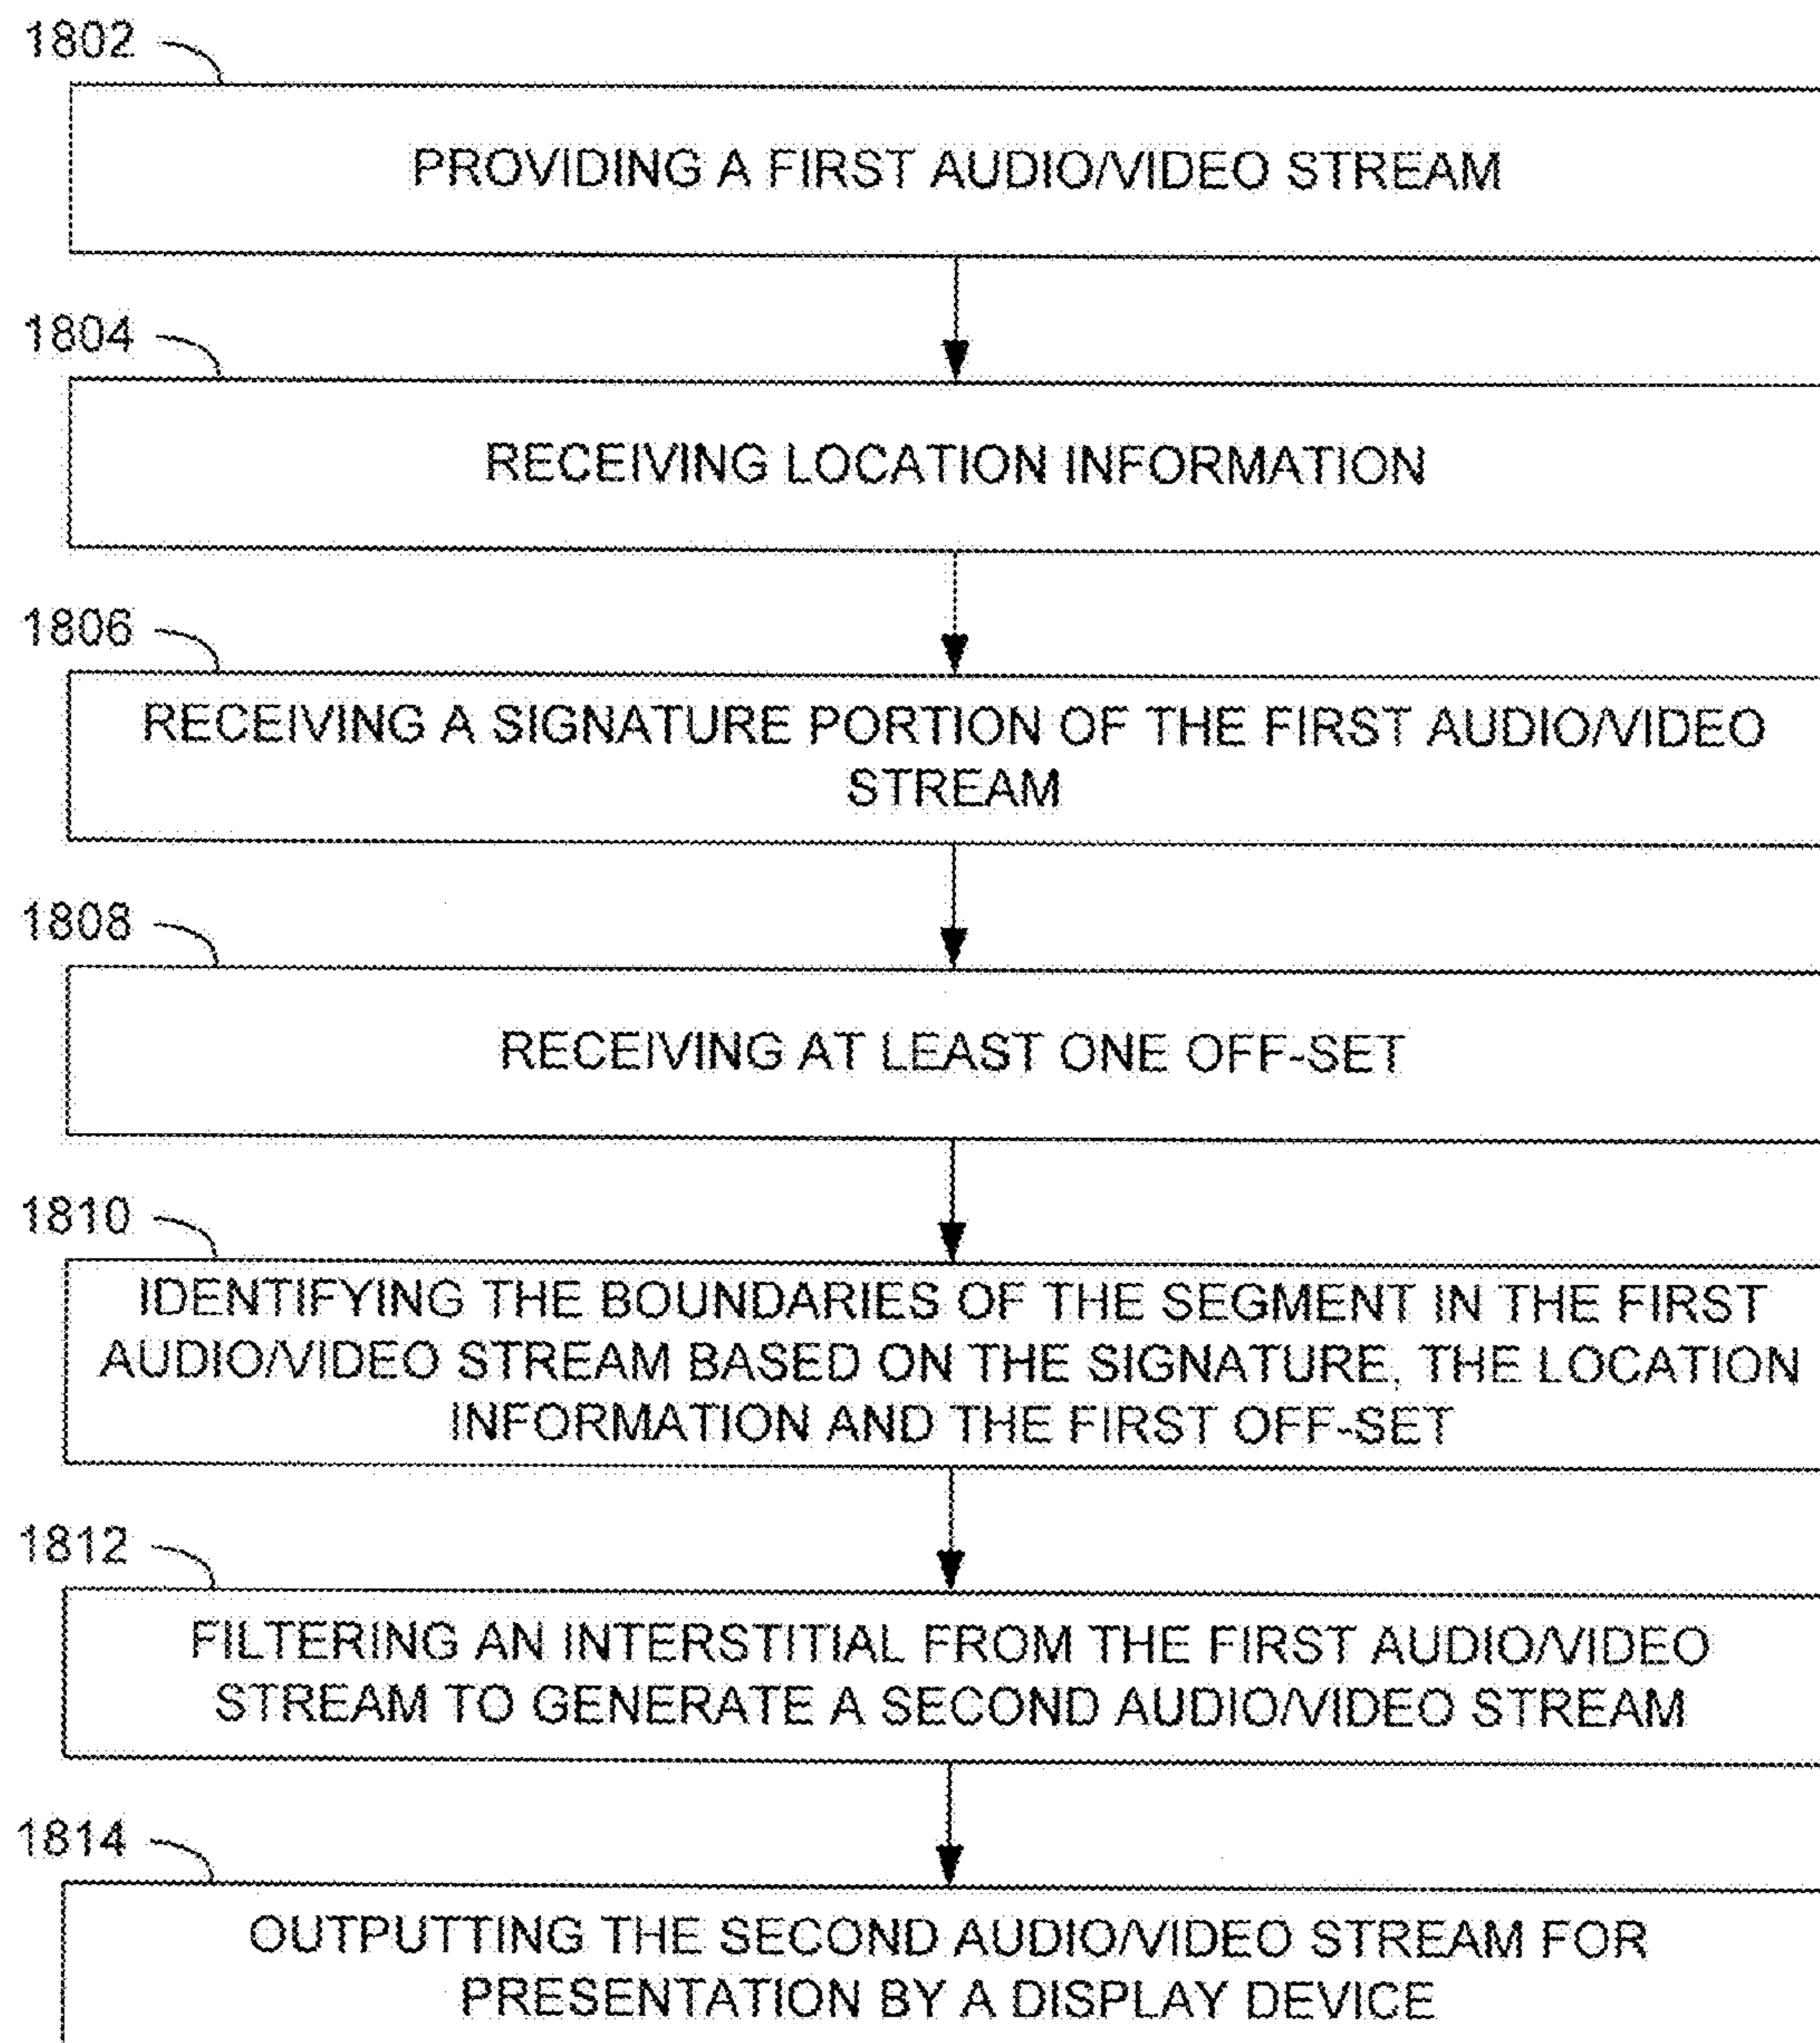 1802
PROVIDING A FIRST AUDIO/VIDEO STREAM
1804
RECEIVING LOCATION INFORMATION
1806
RECEIVING A SIGNATURE PORTION OF THE FIRST AUDIO/VIDEO
STREAM
1808
RECEIVING AT LEAST ONE OFF-SET
1810
IDENTIFYING THE BOUNDARIES OF THE SEGMENT IN THE FIRST
AUDIO/VIDEO STREAM BASED ON THE SIGNATURE, THE LOCATION
INFORMATION AND THE FIRST OFF-SET
1812
FILTERING AN INTERSTITIAL FROM THE FIRST AUDIO/VIDEO
STREAM TO GENERATE A SECOND AUDIO/VIDEO STREAM
1814
OUTPUTTING THE SECOND AUDIO/VIDEO STREAM FOR
PRESENTATION BY A DISPLAY DEVICE